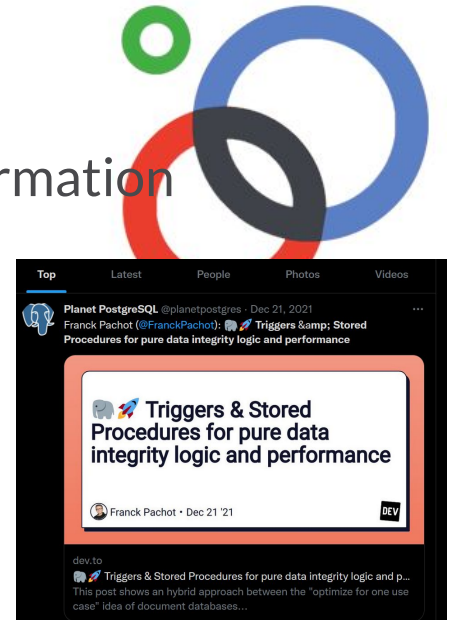 rmation
Top Latest People Photos Videos
Planet PostgreSQL @planetpostgres · Dec 21, 2021 ...
Franck Pachot (@FranckPachot): 🐘🚀 Triggers &amp; Stored
Procedures for pure data integrity logic and performance
🐘🚀 Triggers & Stored
Procedures for pure data
integrity logic and performance
Franck Pachot • Dec 21 '21
DEV
dev.to
🐘🚀 Triggers & Stored Procedures for pure data integrity logic and p...
This post shows an hybrid approach between the "optimize for one use
case" idea of document databases...